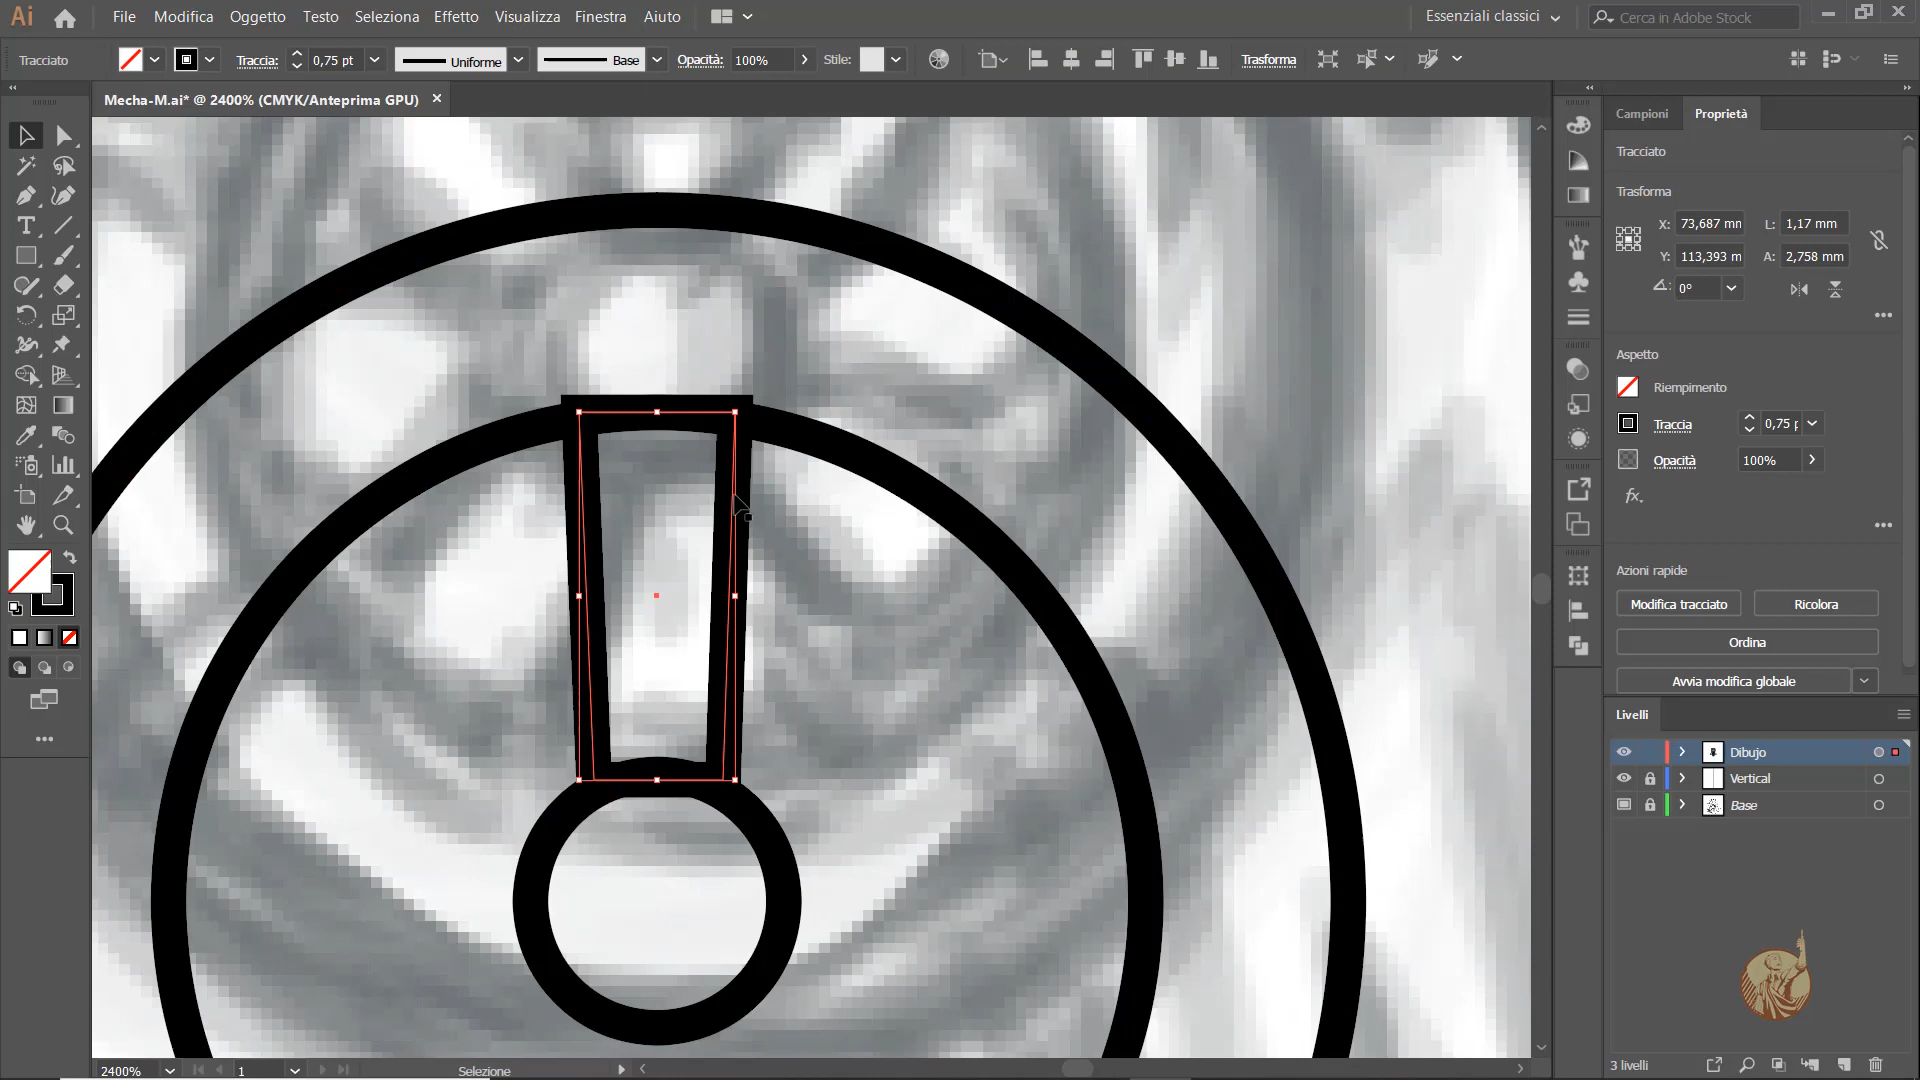 Ai File Modifica Oggetto Testo Seleziona Effetto Visualizza Finestra Aiuto Essenziali classici Cerca in Adobe Stock
Tracciato Traccia: 0,75 pt Uniforme Base Opacità: 100% Stile: Trasforma
Mecha-M.ai* @ 2400% (CMYK/Anteprima GPU)
Campioni Proprietà
Tracciato
Trasforma
X: 73,687 mm L: 1,17 mm
Y: 113,393 m A: 2,758 mm
0°
Aspetto
Riempimento
Traccia 0,75 p
Opacità 100%
fx
Azioni rapide
Modifica tracciato Ricolora
Ordina
Avvia modifica globale
Livelli
Dibujo
Vertical
Base
3 livelli
2400% 1 Selezione